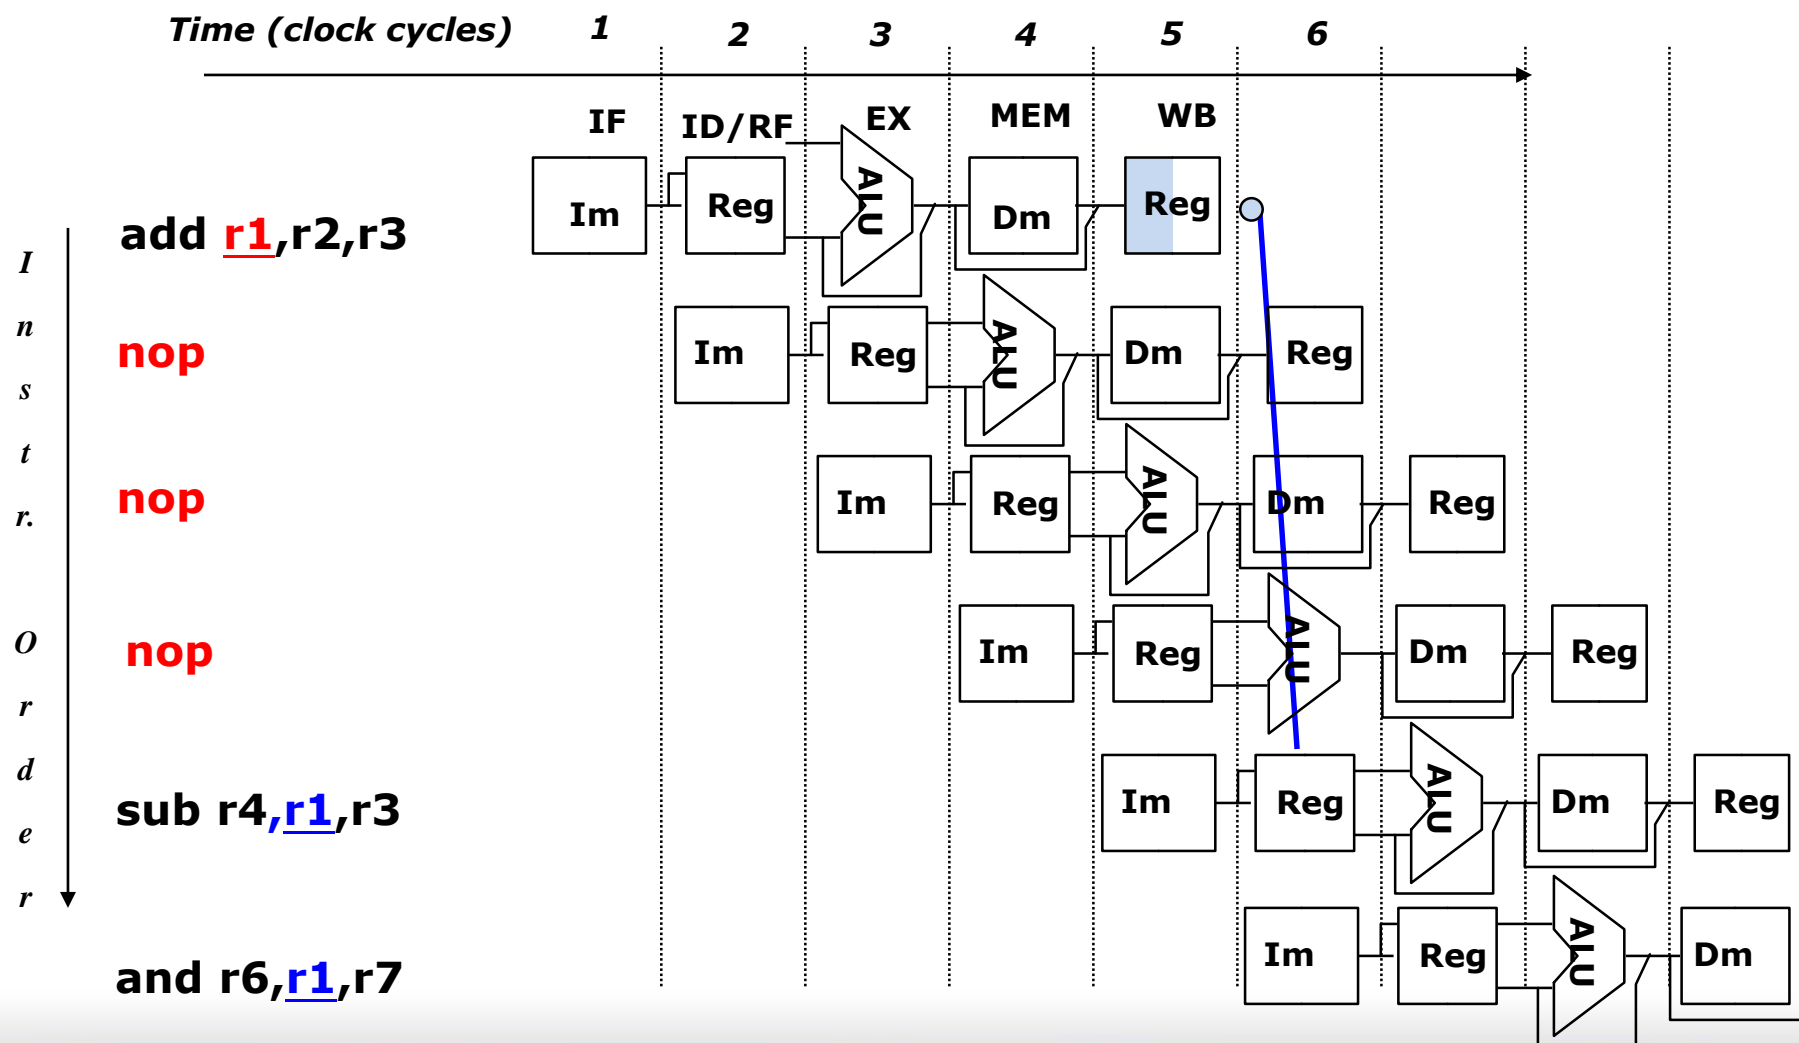 Time (clock cycles) 1 2 3 4 5 6
IF ID/RF EX MEM WB
Instr. Order
add r1,r2,r3 Im Reg ALU Dm Reg
nop Im Reg ALU Dm Reg
nop Im Reg ALU Dm Reg
nop Im Reg ALU Dm Reg
sub r4,r1,r3 Im Reg ALU Dm Reg
and r6,r1,r7 Im Reg ALU Dm